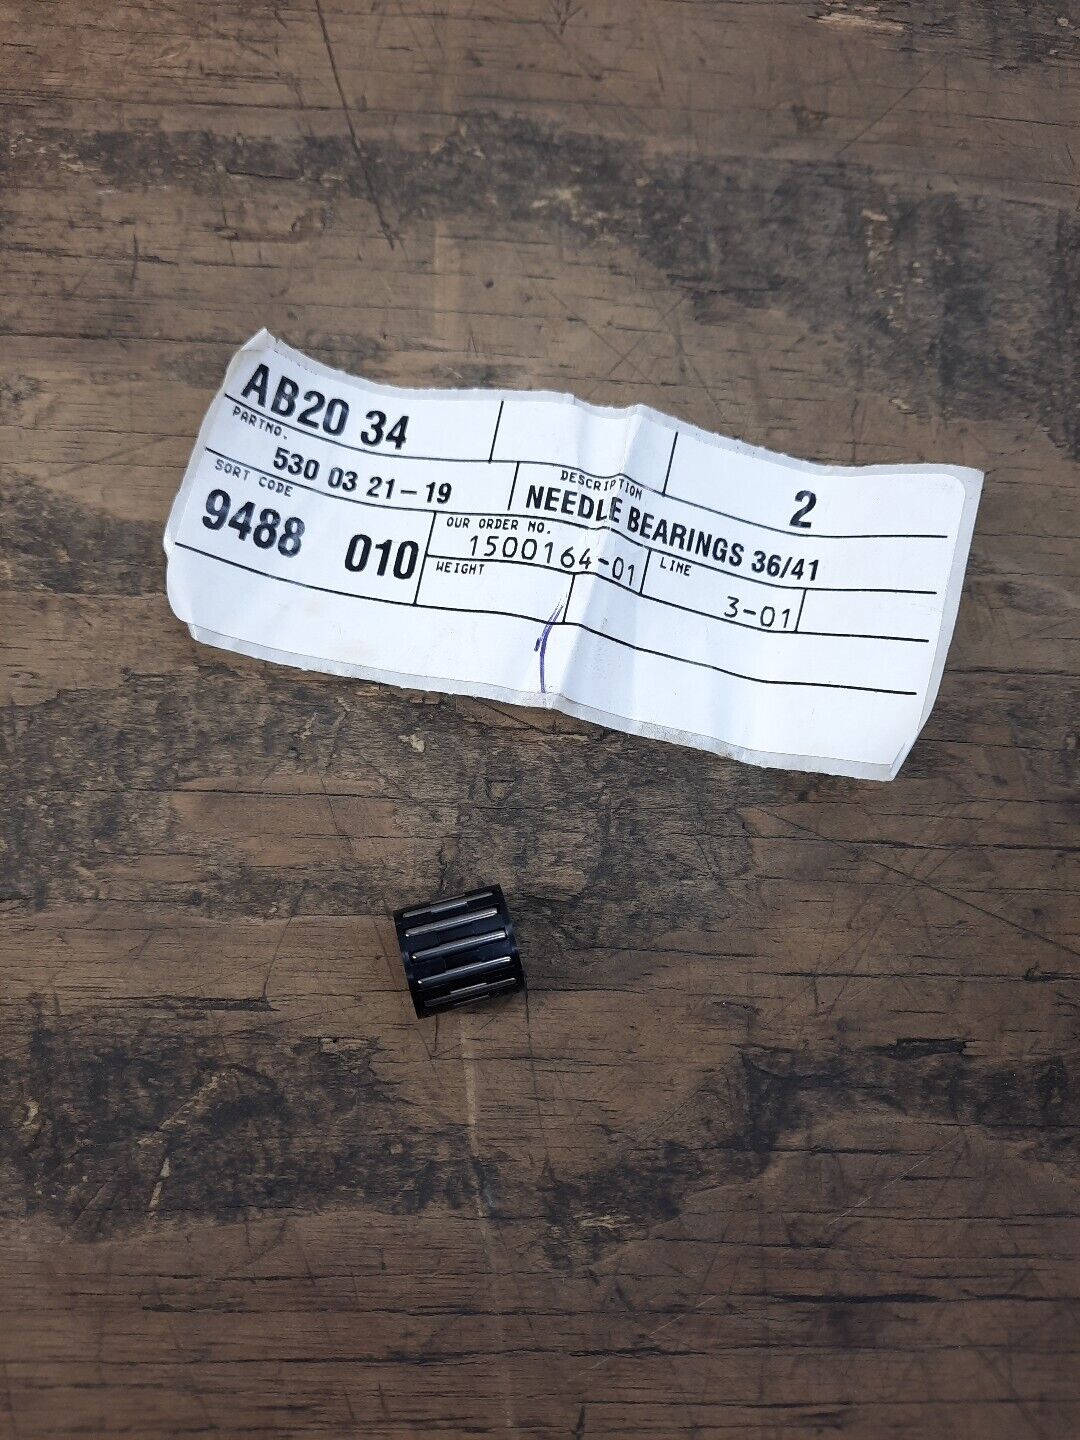 AB20 34
2
PARTNO.
530 03 21-19
DESCRIPTION
NEEDLE BEARINGS 36/41
SORT CODE
9488 010
OUR ORDER NO.
1500164-01
LINE
3-01
WEIGHT